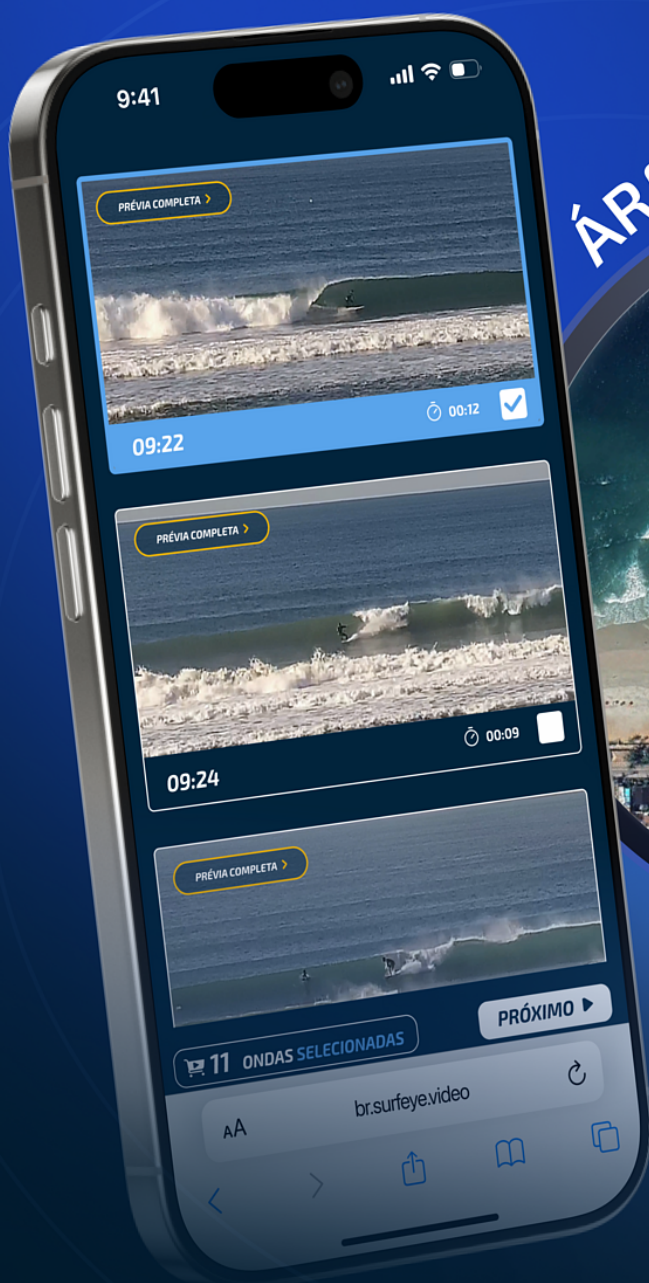 9:41
PRÉVIA COMPLETA >
09:22
00:12
PRÉVIA COMPLETA >
09:24
00:09
PRÉVIA COMPLETA >
11 ONDAS SELECIONADAS
PRÓXIMO
AA
br.surfeye.video